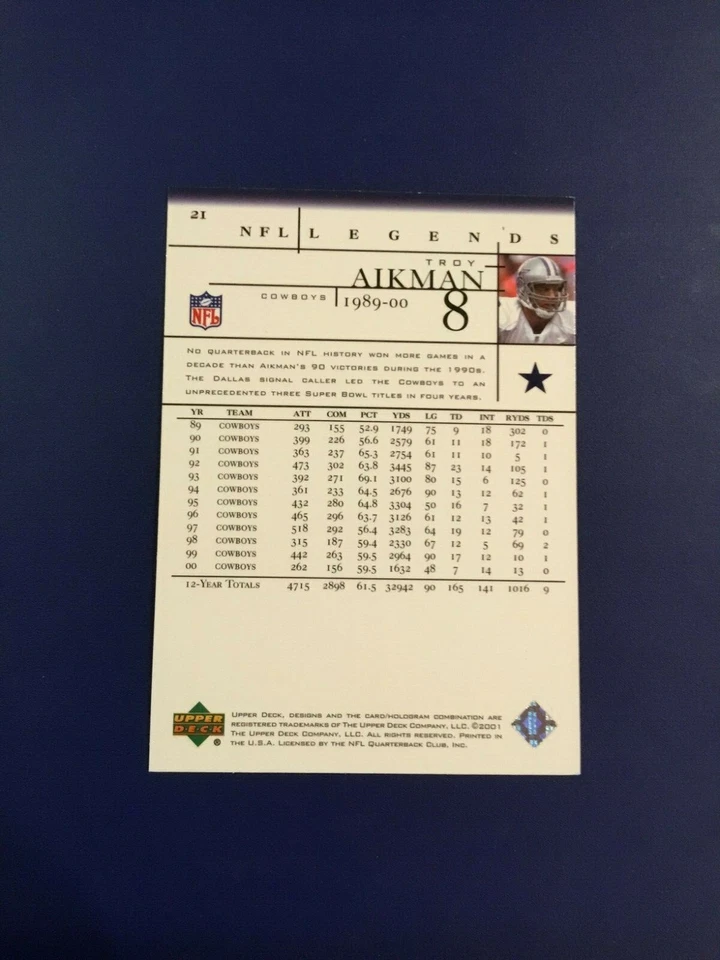 21
NFL LEGENDS
TROY
AIKMAN
COWBOYS 1989-00 8
NFL
NO QUARTERBACK IN NFL HISTORY WON MORE GAMES IN A
DECADE THAN AIKMAN'S 90 VICTORIES DURING THE 1990S.
THE DALLAS SIGNAL CALLER LED THE COWBOYS TO AN
UNPRECEDENTED THREE SUPER BOWL TITLES IN FOUR YEARS.
YR TEAM ATT COM PCT YDS LG TD INT RYDS TDS
89 COWBOYS 293 155 52.9 1749 75 9 18 302 0
90 COWBOYS 399 226 56.6 2579 61 11 18 172 1
91 COWBOYS 363 237 65.3 2754 61 11 10 5 1
92 COWBOYS 473 302 63.8 3445 87 23 14 105 1
93 COWBOYS 392 271 69.1 3100 80 15 6 125 0
94 COWBOYS 361 233 64.5 2676 90 13 12 62 1
95 COWBOYS 432 280 64.8 3304 50 16 7 32 1
96 COWBOYS 465 296 63.7 3126 61 12 13 42 1
97 COWBOYS 518 292 56.4 3283 64 19 12 79 0
98 COWBOYS 315 187 59.4 2330 67 12 5 69 2
99 COWBOYS 442 263 59.5 2964 90 17 12 10 1
00 COWBOYS 262 156 59.5 1632 48 7 14 13 0
12-YEAR TOTALS 4715 2898 61.5 32942 90 165 141 1016 9
UPPER
DECK
®
UPPER DECK, DESIGNS AND THE CARD/HOLOGRAM COMBINATION ARE
REGISTERED TRADEMARKS OF THE UPPER DECK COMPANY, LLC. ©2001
THE UPPER DECK COMPANY, LLC. ALL RIGHTS RESERVED. PRINTED IN
THE U.S.A. LICENSED BY THE NFL QUARTERBACK CLUB, INC.